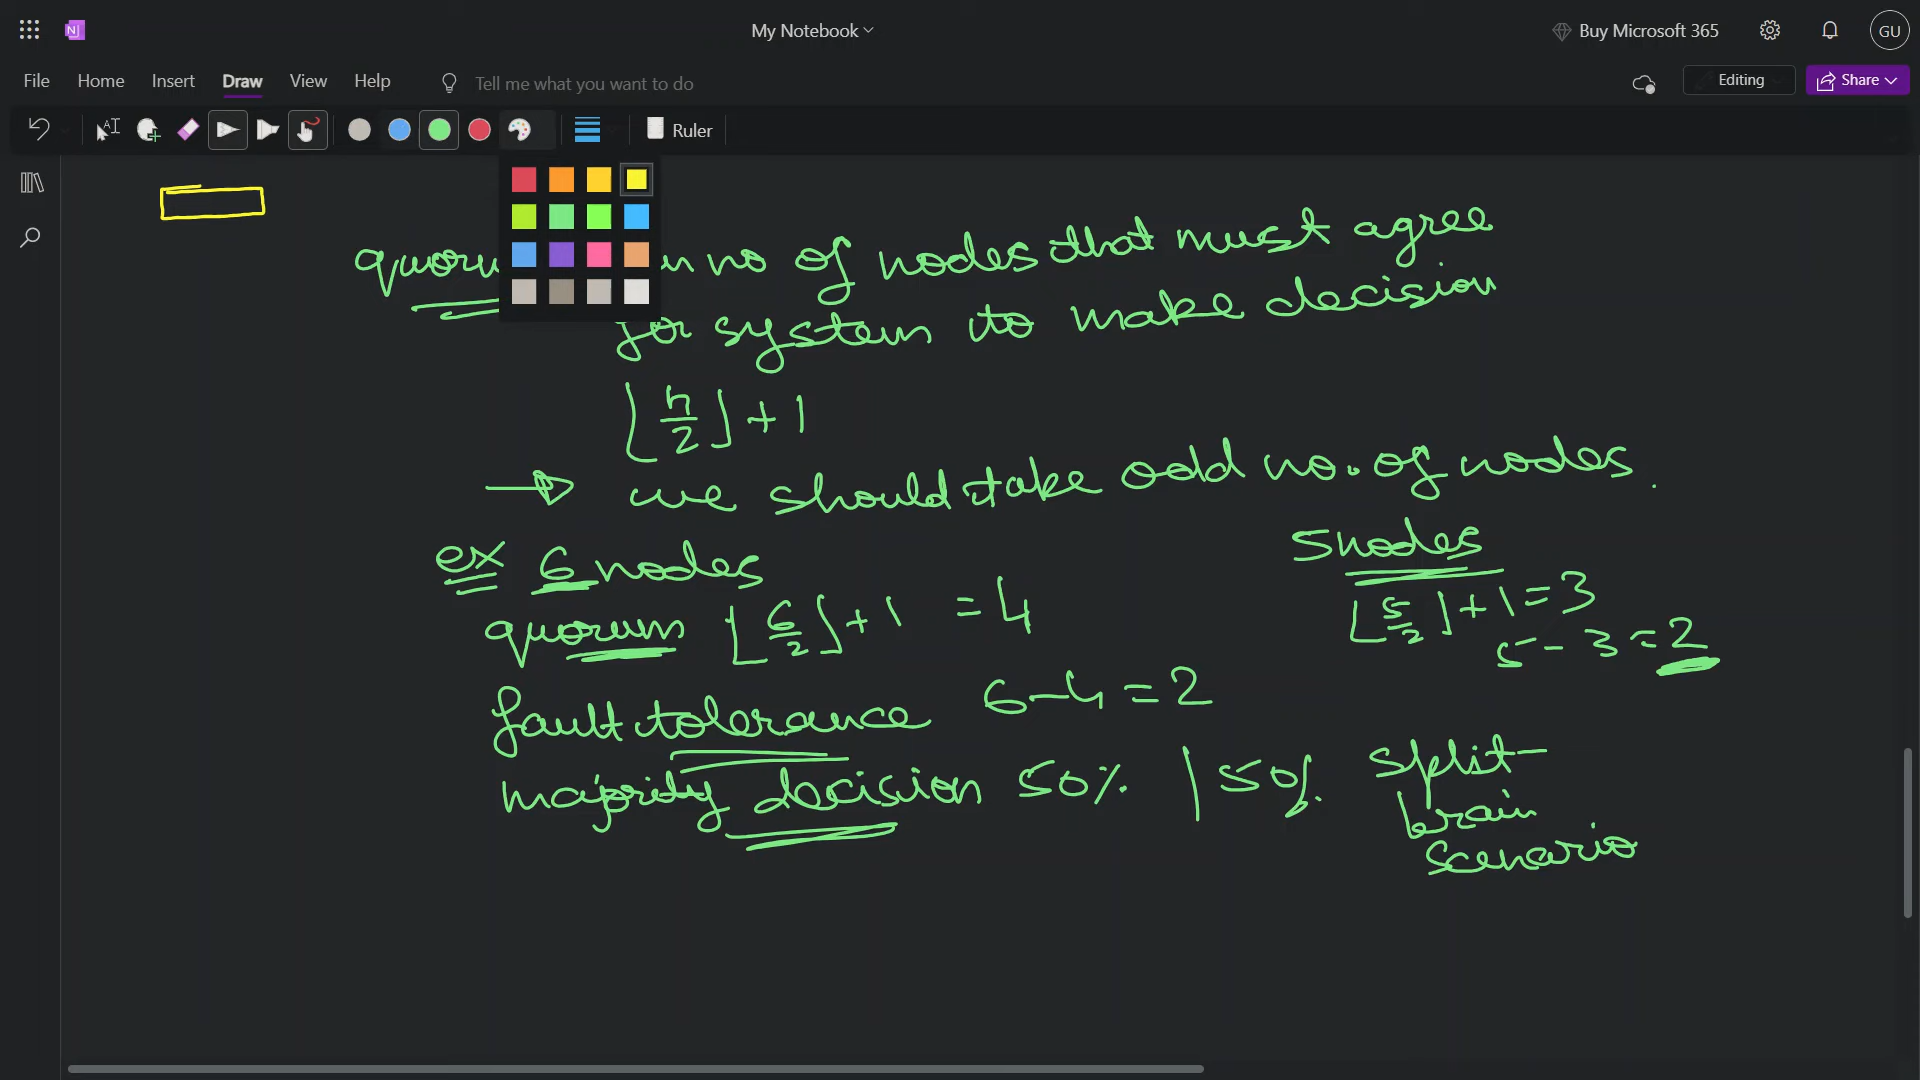 My Notebook
Buy Microsoft 365
GU
File Home Insert Draw View Help
Tell me what you want to do
Editing
Share
Ruler
no of nodes that must agree
for system to make decision
⌊n/2⌋ + 1
→ we should take odd no. of nodes.
ex 6 nodes
quorum ⌊6/2⌋ + 1 = 4
fault tolerance 6 - 4 = 2
majority decision 50% | 50%
5 nodes
⌊5/2⌋ + 1 = 3
5 - 3 = 2
split-
brain
scenario